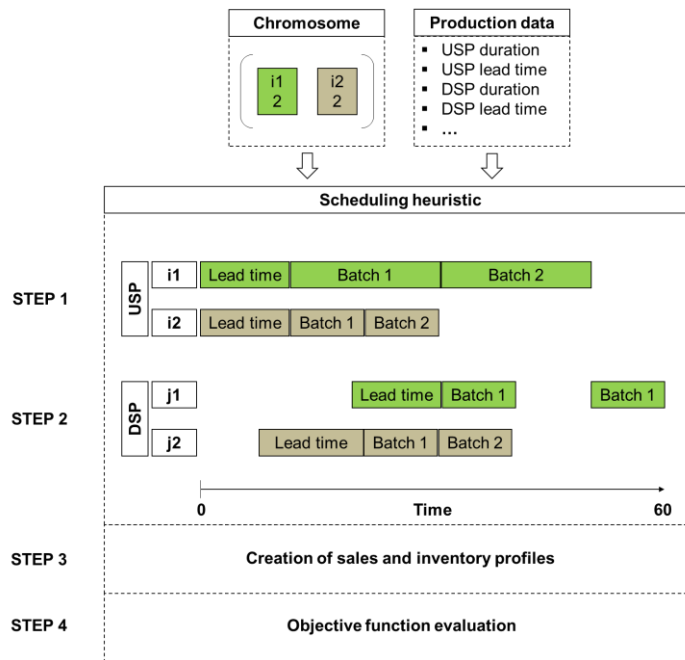 Chromosome
i1
2
i2
2
Production data
▪ USP duration
▪ USP lead time
▪ DSP duration
▪ DSP lead time
▪ ...
Scheduling heuristic
STEP 1
USP
i1
Lead time
Batch 1
Batch 2
i2
Lead time
Batch 1
Batch 2
STEP 2
DSP
j1
Lead time
Batch 1
Batch 1
j2
Lead time
Batch 1
Batch 2
0
Time
60
STEP 3
Creation of sales and inventory profiles
STEP 4
Objective function evaluation